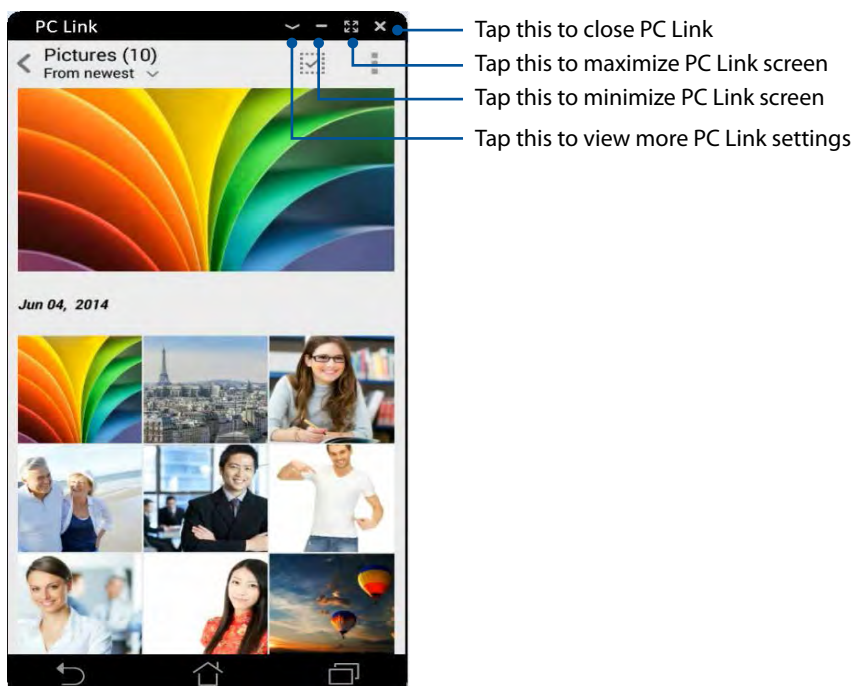 PC Link
Tap this to close PC Link
Pictures (10)
From newest
Tap this to maximize PC Link screen
Tap this to minimize PC Link screen
Tap this to view more PC Link settings
Jun 04, 2014